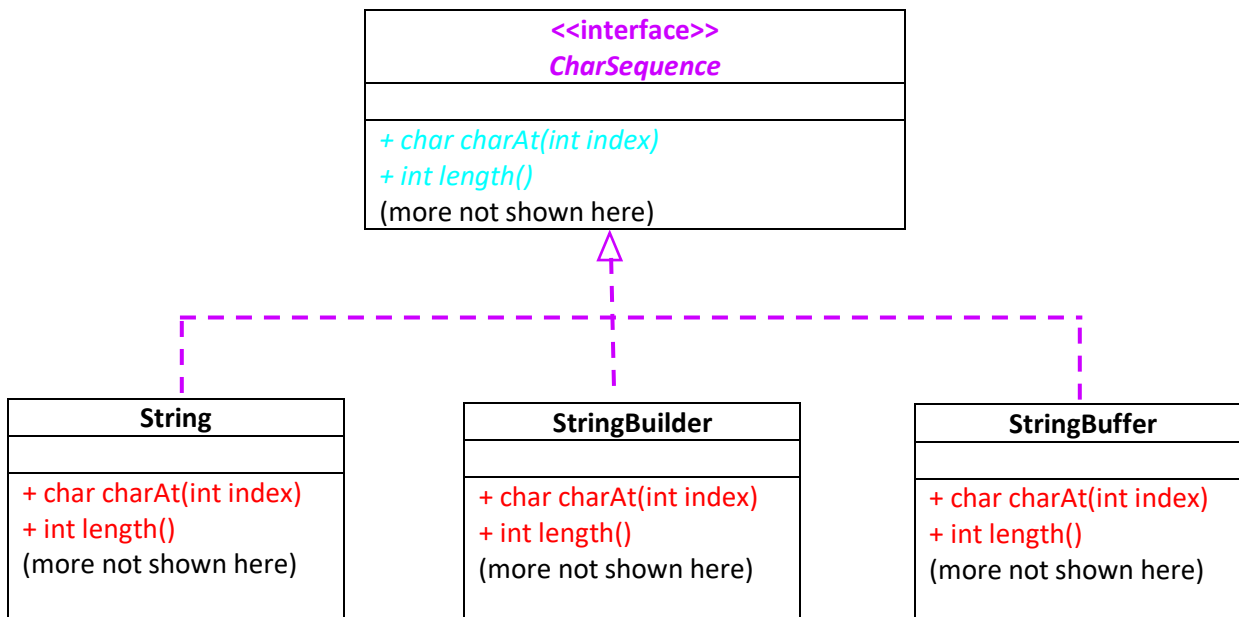 <<interface>>
CharSequence
+ char charAt(int index)
+ int length()
(more not shown here)
String
+ char charAt(int index)
+ int length()
(more not shown here)
StringBuilder
+ char charAt(int index)
+ int length()
(more not shown here)
StringBuffer
+ char charAt(int index)
+ int length()
(more not shown here)